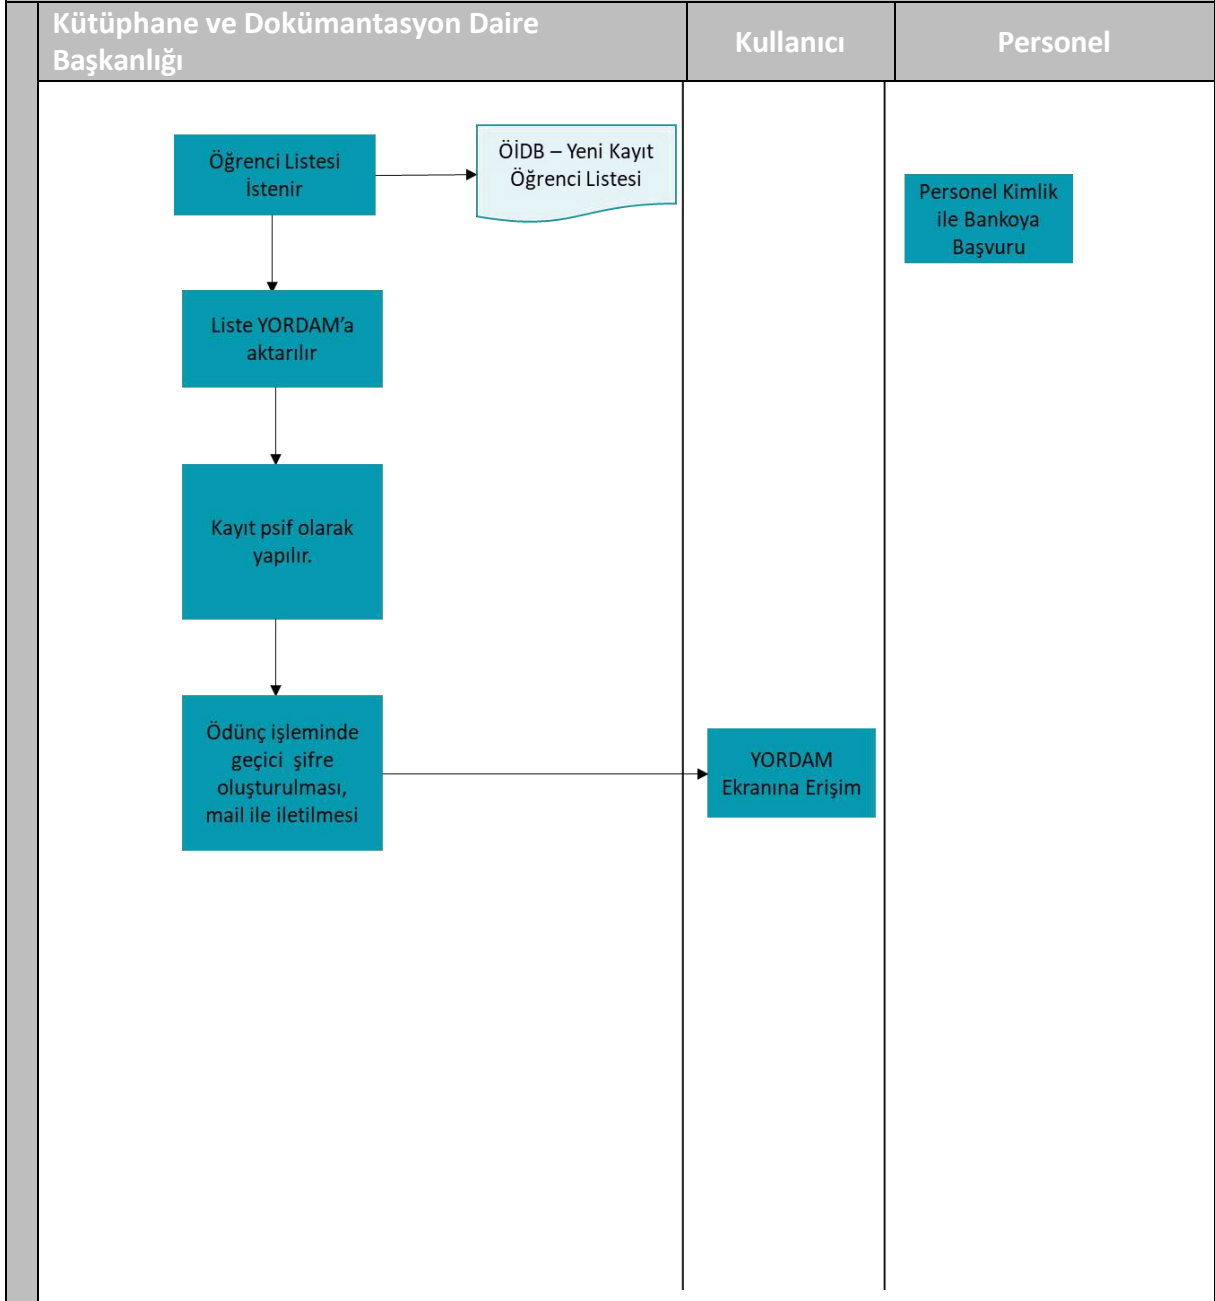 Kütüphane ve Dokümantasyon Daire
Başkanlığı
Kullanıcı
Personel
Öğrenci Listesi
İstenir
ÖİDB – Yeni Kayıt
Öğrenci Listesi
Personel Kimlik
ile Bankoya
Başvuru
Liste YORDAM’a
aktarılır
Kayıt psif olarak
yapılır.
Ödünç işleminde
geçici şifre
oluşturulması,
mail ile iletilmesi
YORDAM
Ekranına Erişim